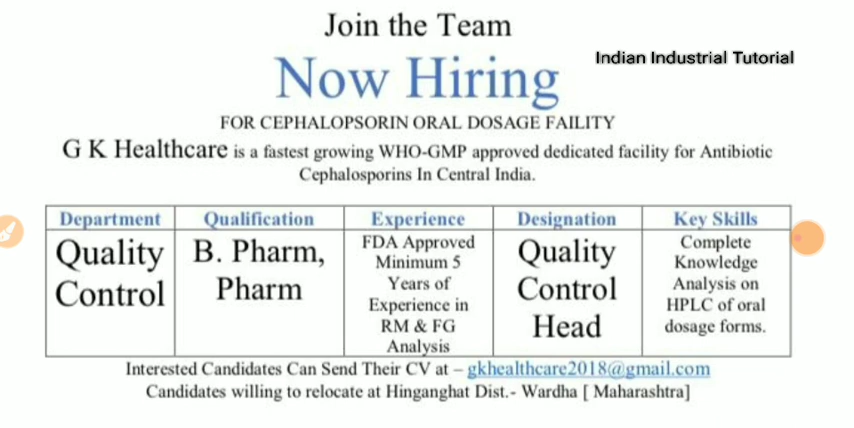 Join the Team
Indian Industrial Tutorial
Now Hiring
FOR CEPHALOPSORIN ORAL DOSAGE FAILITY
G K Healthcare is a fastest growing WHO-GMP approved dedicated facility for Antibiotic
Cephalosporins In Central India.
Department Qualification Experience Designation Key Skills
Quality
Control
B. Pharm,
Pharm
FDA Approved
Minimum 5
Years of
Experience in
RM & FG
Analysis
Quality
Control
Head
Complete
Knowledge
Analysis on
HPLC of oral
dosage forms.
Interested Candidates Can Send Their CV at – gkhealthcare2018@gmail.com
Candidates willing to relocate at Hinganghat Dist.- Wardha [ Maharashtra]